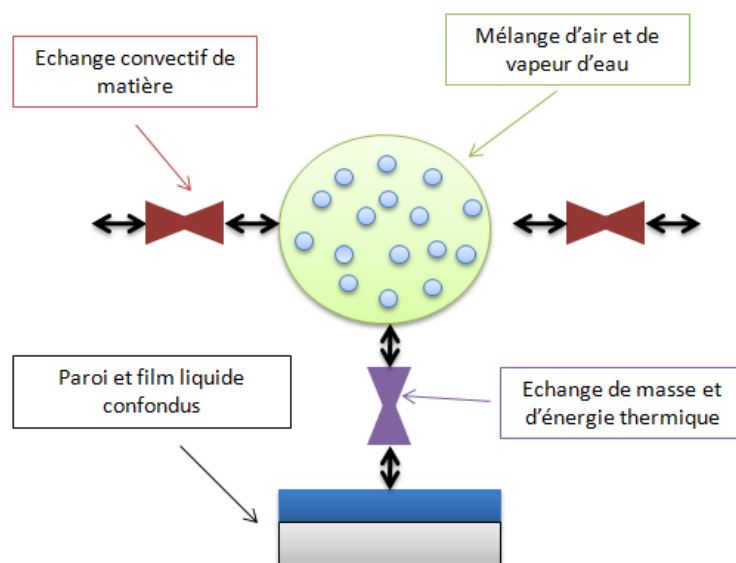 Mélange d'air et de
vapeur d'eau
Echange convectif de
matière
Paroi et film liquide
confondus
Echange de masse et
d'énergie thermique